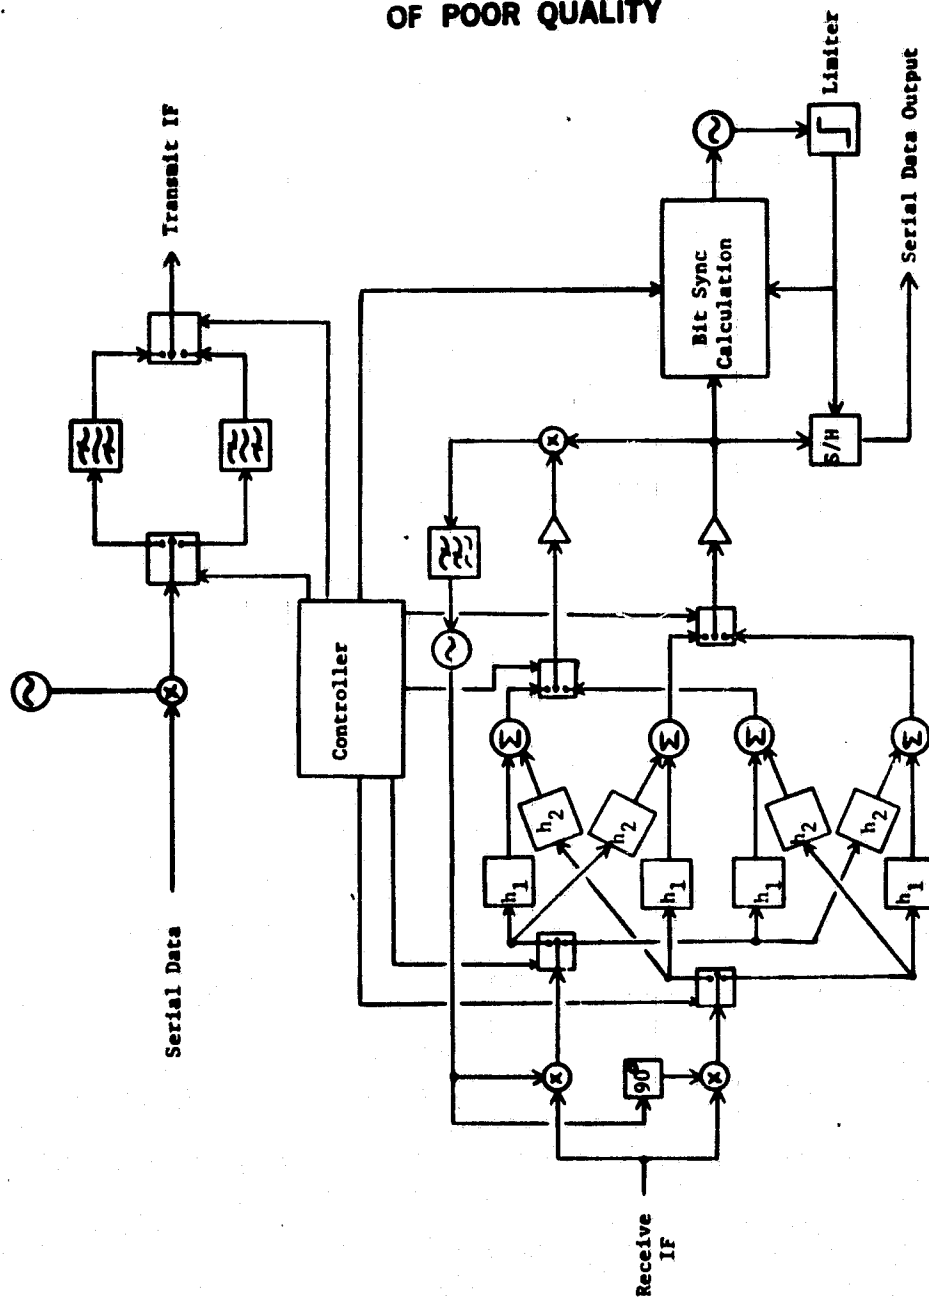 OF POOR QUALITY
Transmit IF
Serial Data
Controller
Receive
IF
90°
h1
h2
h2
h1
h1
h2
h2
h1
Σ
Σ
Σ
Σ
x
x
x
x
Bit Sync
Calculation
S/H
Limiter
Serial Data Output